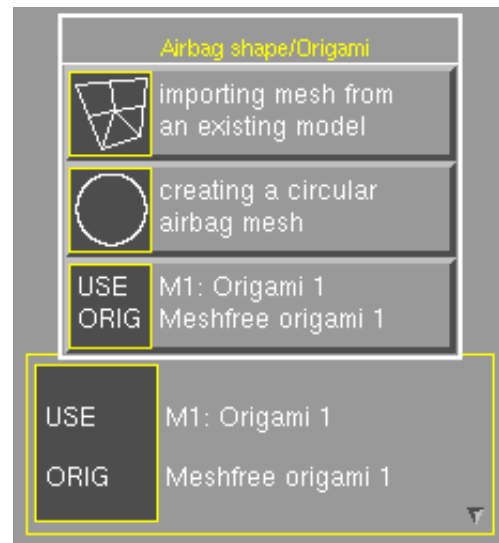 Airbag shape/Origami
importing mesh from
an existing model
creating a circular
airbag mesh
USE M1: Origami 1
ORIG Meshfree origami 1
USE M1: Origami 1
ORIG Meshfree origami 1